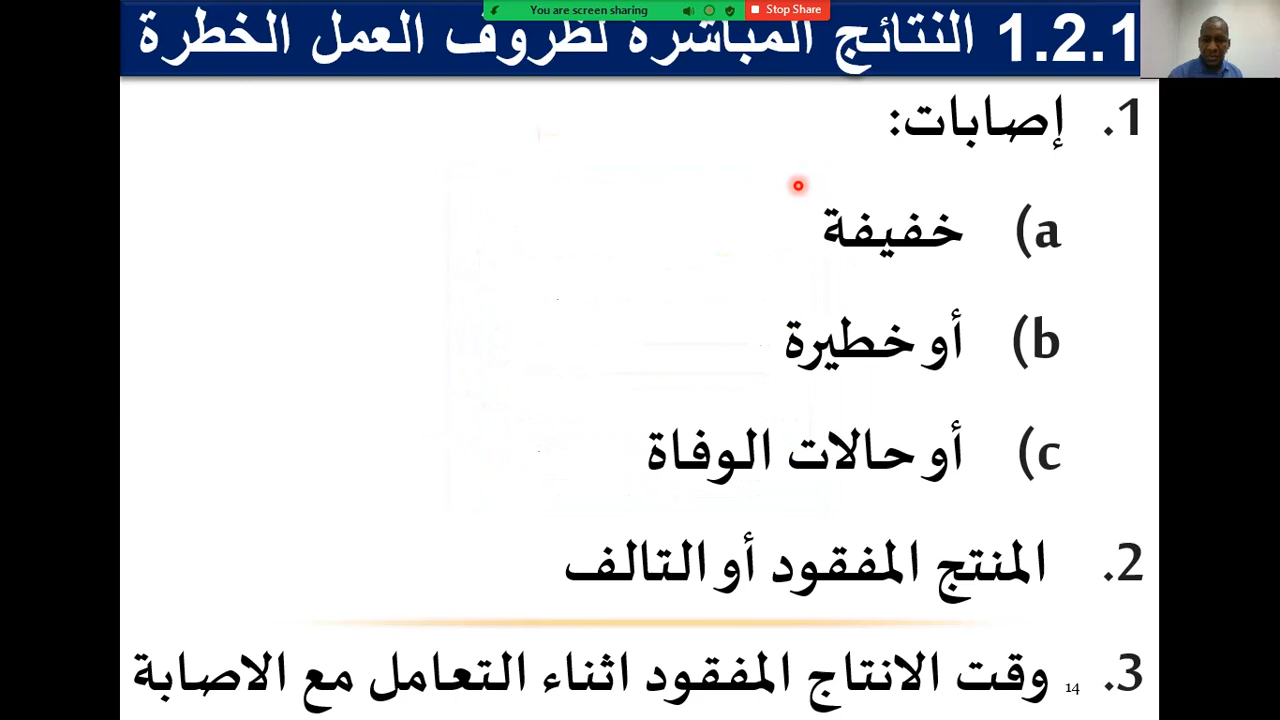 You are screen sharing
Stop Share
1.2.1 النتائج المباشرة لظروف العمل الخطرة
1. إصابات:
a) خفيفة
b) أو خطيرة
c) أو حالات الوفاة
2. المنتج المفقود أو التالف
3. وقت الانتاج المفقود اثناء التعامل مع الاصابة
14